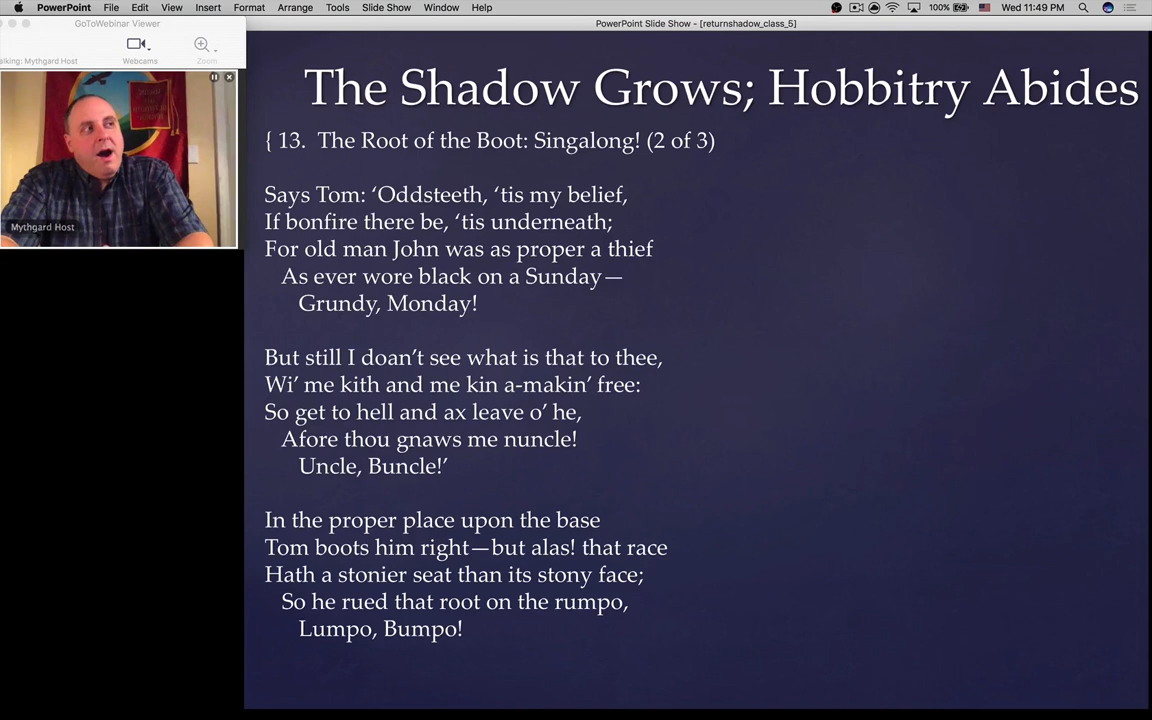 PowerPoint File Edit View Insert Format Arrange Tools Slide Show Window Help 100% Wed 11:49 PM
GoToWebinar Viewer
PowerPoint Slide Show - [returnshadow_class_5]
Webcams Zoom
alking: Mythgard Host
Mythgard Host
The Shadow Grows; Hobbitry Abides
{ 13. The Root of the Boot: Singalong! (2 of 3)
Says Tom: ‘Oddsteeth, ‘tis my belief,
If bonfire there be, ‘tis underneath;
For old man John was as proper a thief
As ever wore black on a Sunday—
Grundy, Monday!
But still I doan’t see what is that to thee,
Wi’ me kith and me kin a-makin’ free:
So get to hell and ax leave o’ he,
Afore thou gnaws me nuncle!
Uncle, Buncle!’
In the proper place upon the base
Tom boots him right—but alas! that race
Hath a stonier seat than its stony face;
So he rued that root on the rumpo,
Lumpo, Bumpo!